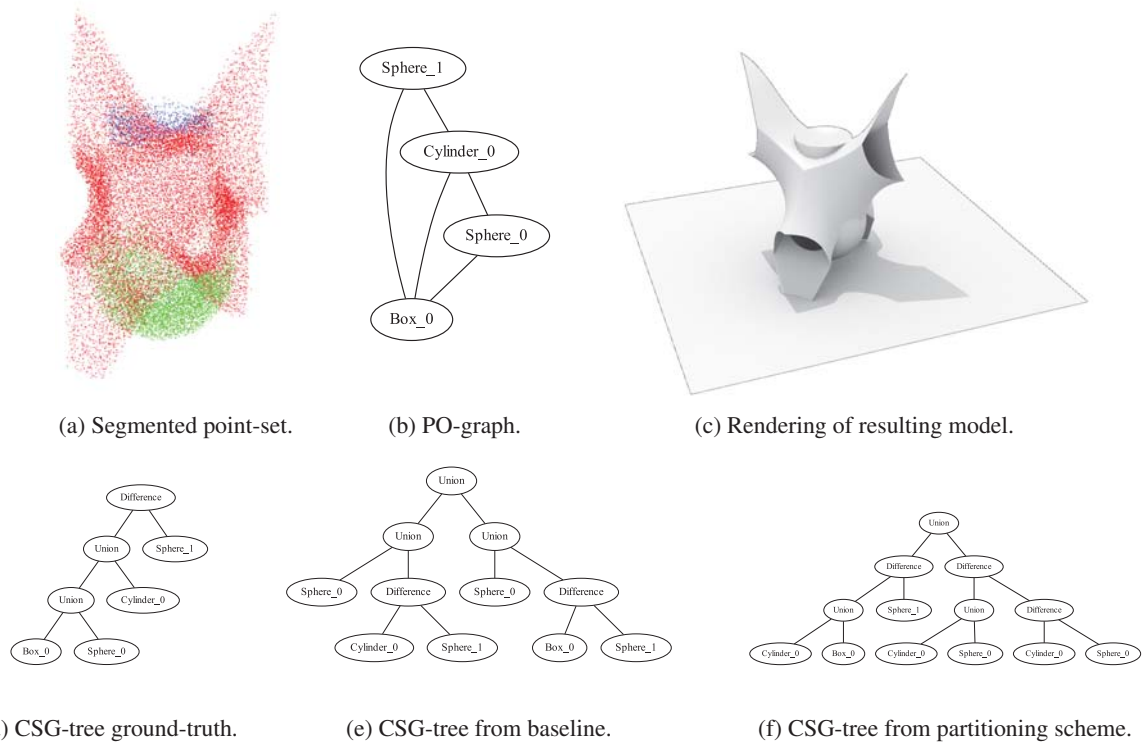 Sphere_1
Cylinder_0
Sphere_0
Box_0
(a) Segmented point-set.
(b) PO-graph.
(c) Rendering of resulting model.
Difference
Union
Sphere_1
Union
Cylinder_0
Box_0
Sphere_0
) CSG-tree ground-truth.
Union
Union
Union
Sphere_0
Difference
Sphere_0
Difference
Cylinder_0
Sphere_1
Box_0
Sphere_1
(e) CSG-tree from baseline.
Union
Difference
Difference
Union
Sphere_1
Union
Difference
Cylinder_0
Box_0
Cylinder_0
Sphere_0
Cylinder_0
Sphere_0
(f) CSG-tree from partitioning scheme.